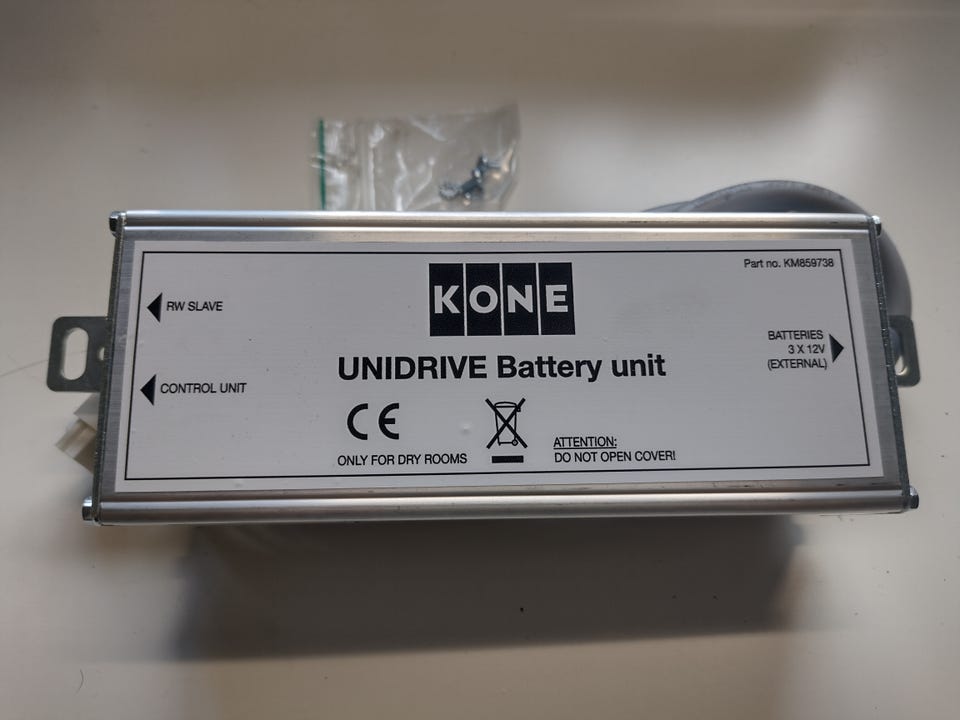 Part no. KM859738
KONE
RW SLAVE
BATTERIES
3 X 12V
(EXTERNAL)
UNIDRIVE Battery unit
CONTROL UNIT
CE
ATTENTION:
ONLY FOR DRY ROOMS
DO NOT OPEN COVER!